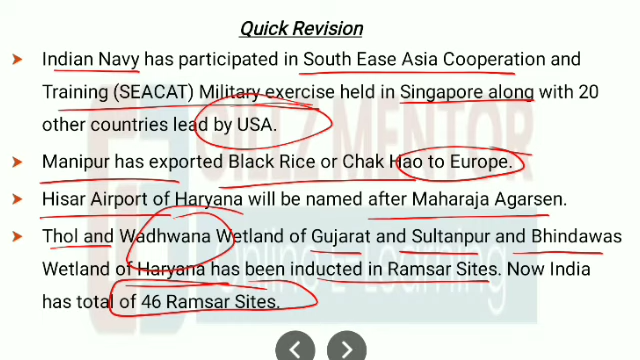 Quick Revision
Indian Navy has participated in South Ease Asia Cooperation and
Training (SEACAT) Military exercise held in Singapore along with 20
other countries lead by USA.
Manipur has exported Black Rice or Chak Hao to Europe.
Hisar Airport of Haryana will be named after Maharaja Agarsen.
Thol and Wadhwana Wetland of Gujarat and Sultanpur and Bhindawas
Wetland of Haryana has been inducted in Ramsar Sites. Now India
has total of 46 Ramsar Sites.